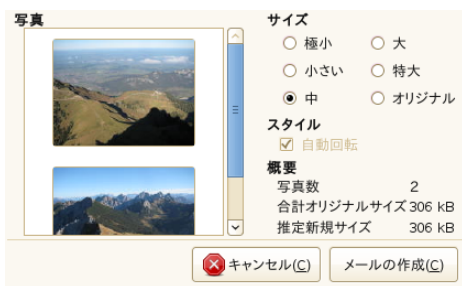 写真
サイズ
極小 大
小さい 特大
中 オリジナル
スタイル
自動回転
概要
写真数 2
合計オリジナルサイズ 306 kB
推定新規サイズ 306 kB
キャンセル(C) メールの作成(C)